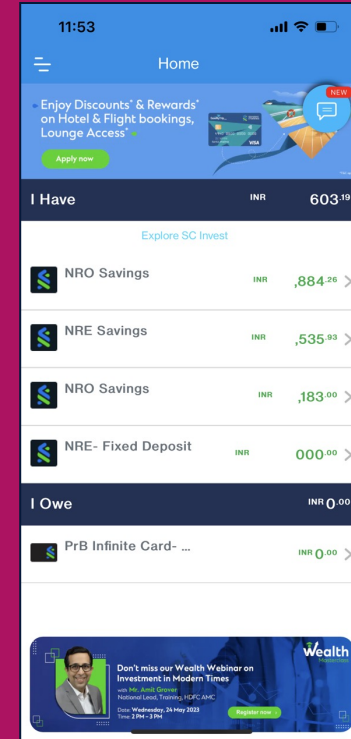 11:53
Home
Enjoy Discounts* & Rewards*
on Hotel & Flight bookings,
Lounge Access*
Apply now
VISA
NEW
I Have INR 603.19
Explore SC Invest
NRO Savings INR ,884.26
NRE Savings INR ,535.93
NRO Savings INR ,183.00
NRE- Fixed Deposit INR 000.00
I Owe INR 0.00
PrB Infinite Card- ... INR 0.00
Wealth
Don't miss our Wealth Webinar on
Investment in Modern Times
with Mr. Amit Grover
National Lead, Training, HDFC AMC
Date: Wednesday, 24 May 2023
Time: 2 PM – 3 PM
Register now